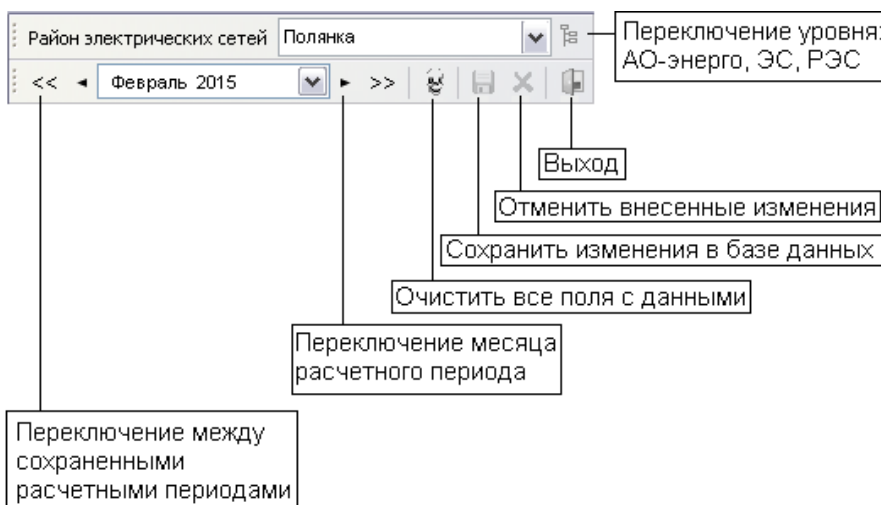 Район электрических сетей Полянка
<< Февраль 2015 >>
Переключение уровня:
АО-энерго, ЭС, РЭС
Выход
Отменить внесенные изменения
Сохранить изменения в базе данных
Очистить все поля с данными
Переключение месяца
расчетного периода
Переключение между
сохраненными
расчетными периодами